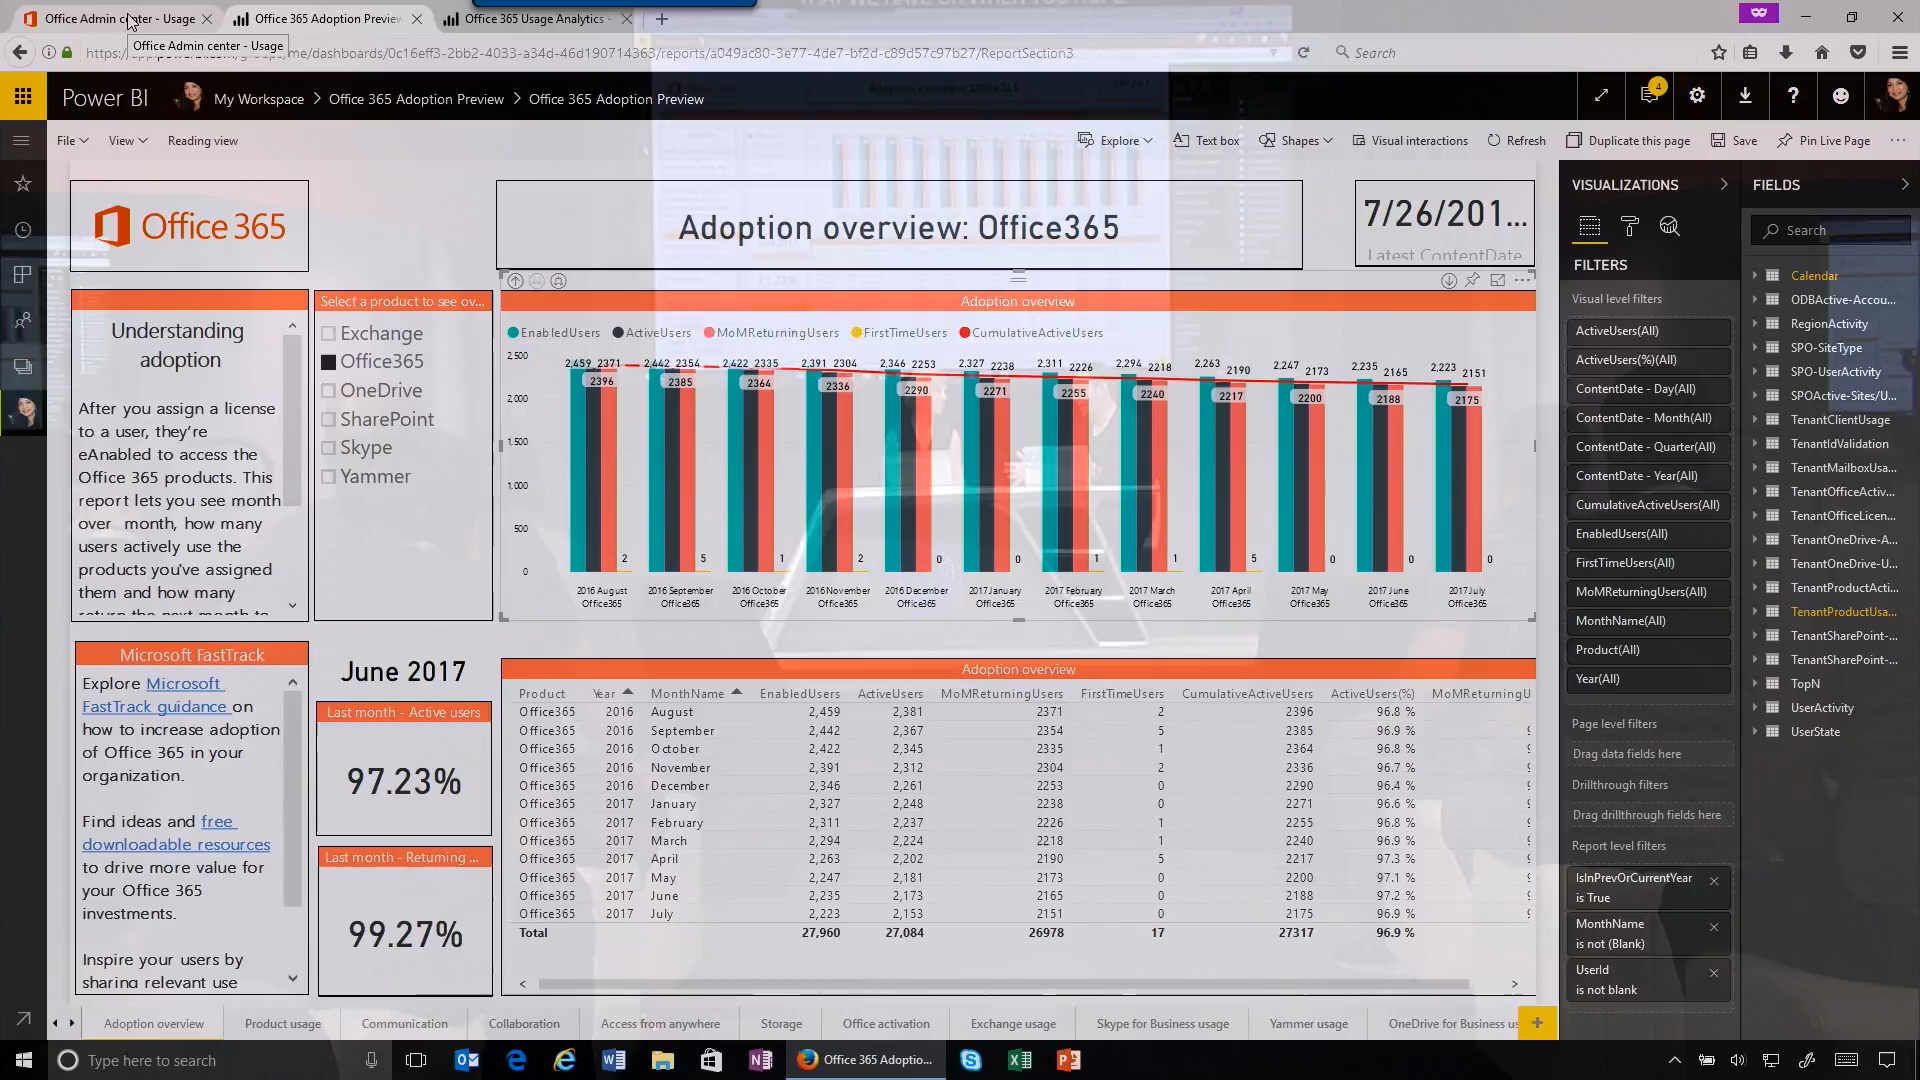 Office Admin center - Usage
Office 365 Adoption Preview
Office 365 Usage Analytics -
Office Admin center - Usage
me/dashboards/0c16eff3-2bb2-4033-a34d-46d190714363/reports/a049ac80-3e77-4de7-bf2d-c89d57c97b27/ReportSection3
Search
Power BI
My Workspace > Office 365 Adoption Preview > Office 365 Adoption Preview
4
File View Reading view
Explore Text box Shapes Visual interactions Refresh Duplicate this page Save Pin Live Page
Office 365
Adoption overview: Office365
7/26/201...
Latest ContentDate
Understanding
adoption
After you assign a license
to a user, they're
eAnabled to access the
Office 365 products. This
report lets you see month
over month, how many
users actively use the
products you've assigned
them and how many
return the next month to
Select a product to see ov...
Exchange
Office365
OneDrive
SharePoint
Skype
Yammer
Adoption overview
EnabledUsers ActiveUsers MoMReturningUsers FirstTimeUsers CumulativeActiveUsers
2,500
2,000
1,500
1,000
500
0
2,459 2371 2,442 2354 2,422 2335 2,391 2304 2,346 2253 2,327 2238 2,311 2226 2,294 2218 2,263 2190 2,247 2173 2,235 2165 2,223 2151
2396 2385 2364 2336 2290 2271 2255 2240 2217 2200 2188 2175
2 5 1 2 0 0 1 1 5 0 0 0
2016 August 2016 September 2016 October 2016 November 2016 December 2017 January 2017 February 2017 March 2017 April 2017 May 2017 June 2017 July
Office365 Office365 Office365 Office365 Office365 Office365 Office365 Office365 Office365 Office365 Office365 Office365
Microsoft FastTrack
Explore Microsoft
FastTrack guidance on
how to increase adoption
of Office 365 in your
organization.
Find ideas and free
downloadable resources
to drive more value for
your Office 365
investments.
Inspire your users by
sharing relevant use
June 2017
Last month - Active users
97.23%
Last month - Returning ...
99.27%
Adoption overview
Product Year MonthName EnabledUsers ActiveUsers MoMReturningUsers FirstTimeUsers CumulativeActiveUsers ActiveUsers(%) MoMReturningU
Office365 2016 August 2,459 2,381 2371 2 2396 96.8 %
Office365 2016 September 2,442 2,367 2354 5 2385 96.9 %
Office365 2016 October 2,422 2,345 2335 1 2364 96.8 %
Office365 2016 November 2,391 2,312 2304 2 2336 96.7 %
Office365 2016 December 2,346 2,261 2253 0 2290 96.4 %
Office365 2017 January 2,327 2,248 2238 0 2271 96.6 %
Office365 2017 February 2,311 2,237 2226 1 2255 96.8 %
Office365 2017 March 2,294 2,224 2218 1 2240 96.9 %
Office365 2017 April 2,263 2,202 2190 5 2217 97.3 %
Office365 2017 May 2,247 2,181 2173 0 2200 97.1 %
Office365 2017 June 2,235 2,173 2165 0 2188 97.2 %
Office365 2017 July 2,223 2,153 2151 0 2175 96.9 %
Total 27,960 27,084 26978 17 27317 96.9 %
VISUALIZATIONS
FILTERS
Visual level filters
ActiveUsers(All)
ActiveUsers(%)(All)
ContentDate - Day(All)
ContentDate - Month(All)
ContentDate - Quarter(All)
ContentDate - Year(All)
CumulativeActiveUsers(All)
EnabledUsers(All)
FirstTimeUsers(All)
MoMReturningUsers(All)
MonthName(All)
Product(All)
Year(All)
Page level filters
Drag data fields here
Drillthrough filters
Drag drillthrough fields here
Report level filters
IsInPrevOrCurrentYear
is True
MonthName
is not (Blank)
UserId
is not blank
FIELDS
Search
Calendar
ODBActive-Accou...
RegionActivity
SPO-SiteType
SPO-UserActivity
SPOActive-Sites/U...
TenantClientUsage
TenantIdValidation
TenantMailboxUsa...
TenantOfficeActiv...
TenantOfficeLicen...
TenantOneDrive-A...
TenantOneDrive-U...
TenantProductActi...
TenantProductUsa...
TenantSharePoint-...
TenantSharePoint-...
TopN
UserActivity
UserState
Adoption overview Product usage Communication Collaboration Access from anywhere Storage Office activation Exchange usage Skype for Business usage Yammer usage OneDrive for Business us
Type here to search
Office 365 Adoptio...